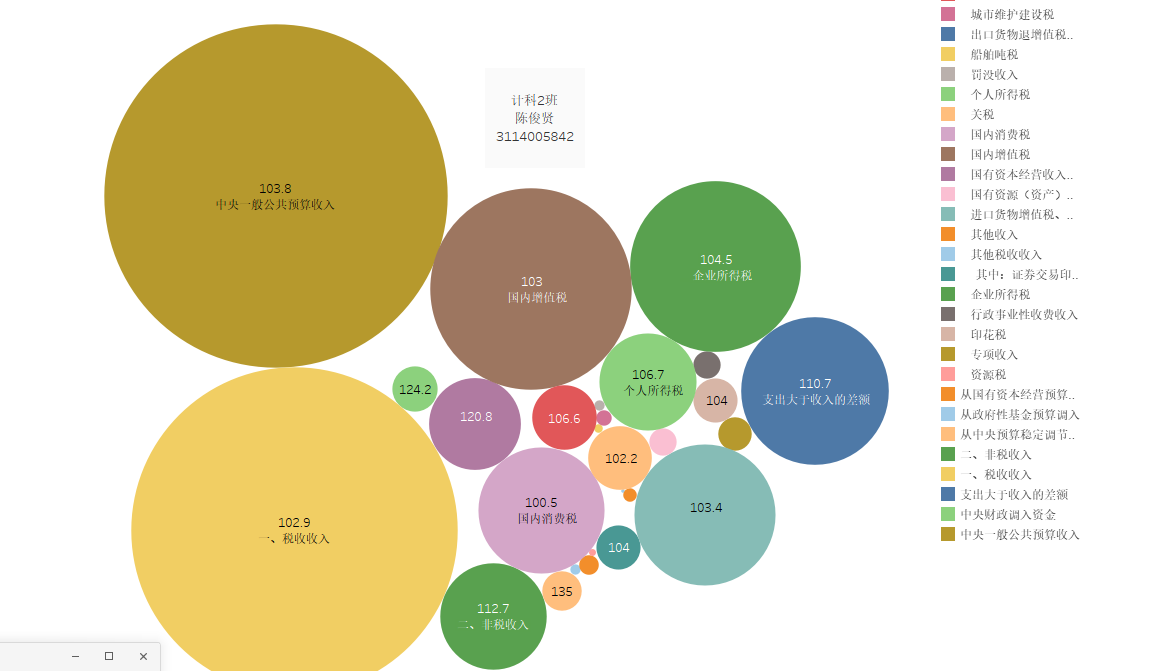 103.8
中央一般公共预算收入
计科2班
陈俊贤
3114005842
103
国内增值税
104.5
企业所得税
106.7
个人所得税
110.7
支出大于收入的差额
104
124.2
120.8
106.6
102.2
100.5
国内消费税
103.4
102.9
一、税收收入
104
135
112.7
二、非税收入
城市维护建设税
出口货物退增值税..
船舶吨税
罚没收入
个人所得税
关税
国内消费税
国内增值税
国有资本经营收入..
国有资源（资产）..
进口货物增值税、..
其他收入
其他税收收入
其中：证券交易印..
企业所得税
行政事业性收费收入
印花税
专项收入
资源税
从国有资本经营预算..
从政府性基金预算调入
从中央预算稳定调节..
二、非税收入
一、税收收入
支出大于收入的差额
中央财政调入资金
中央一般公共预算收入